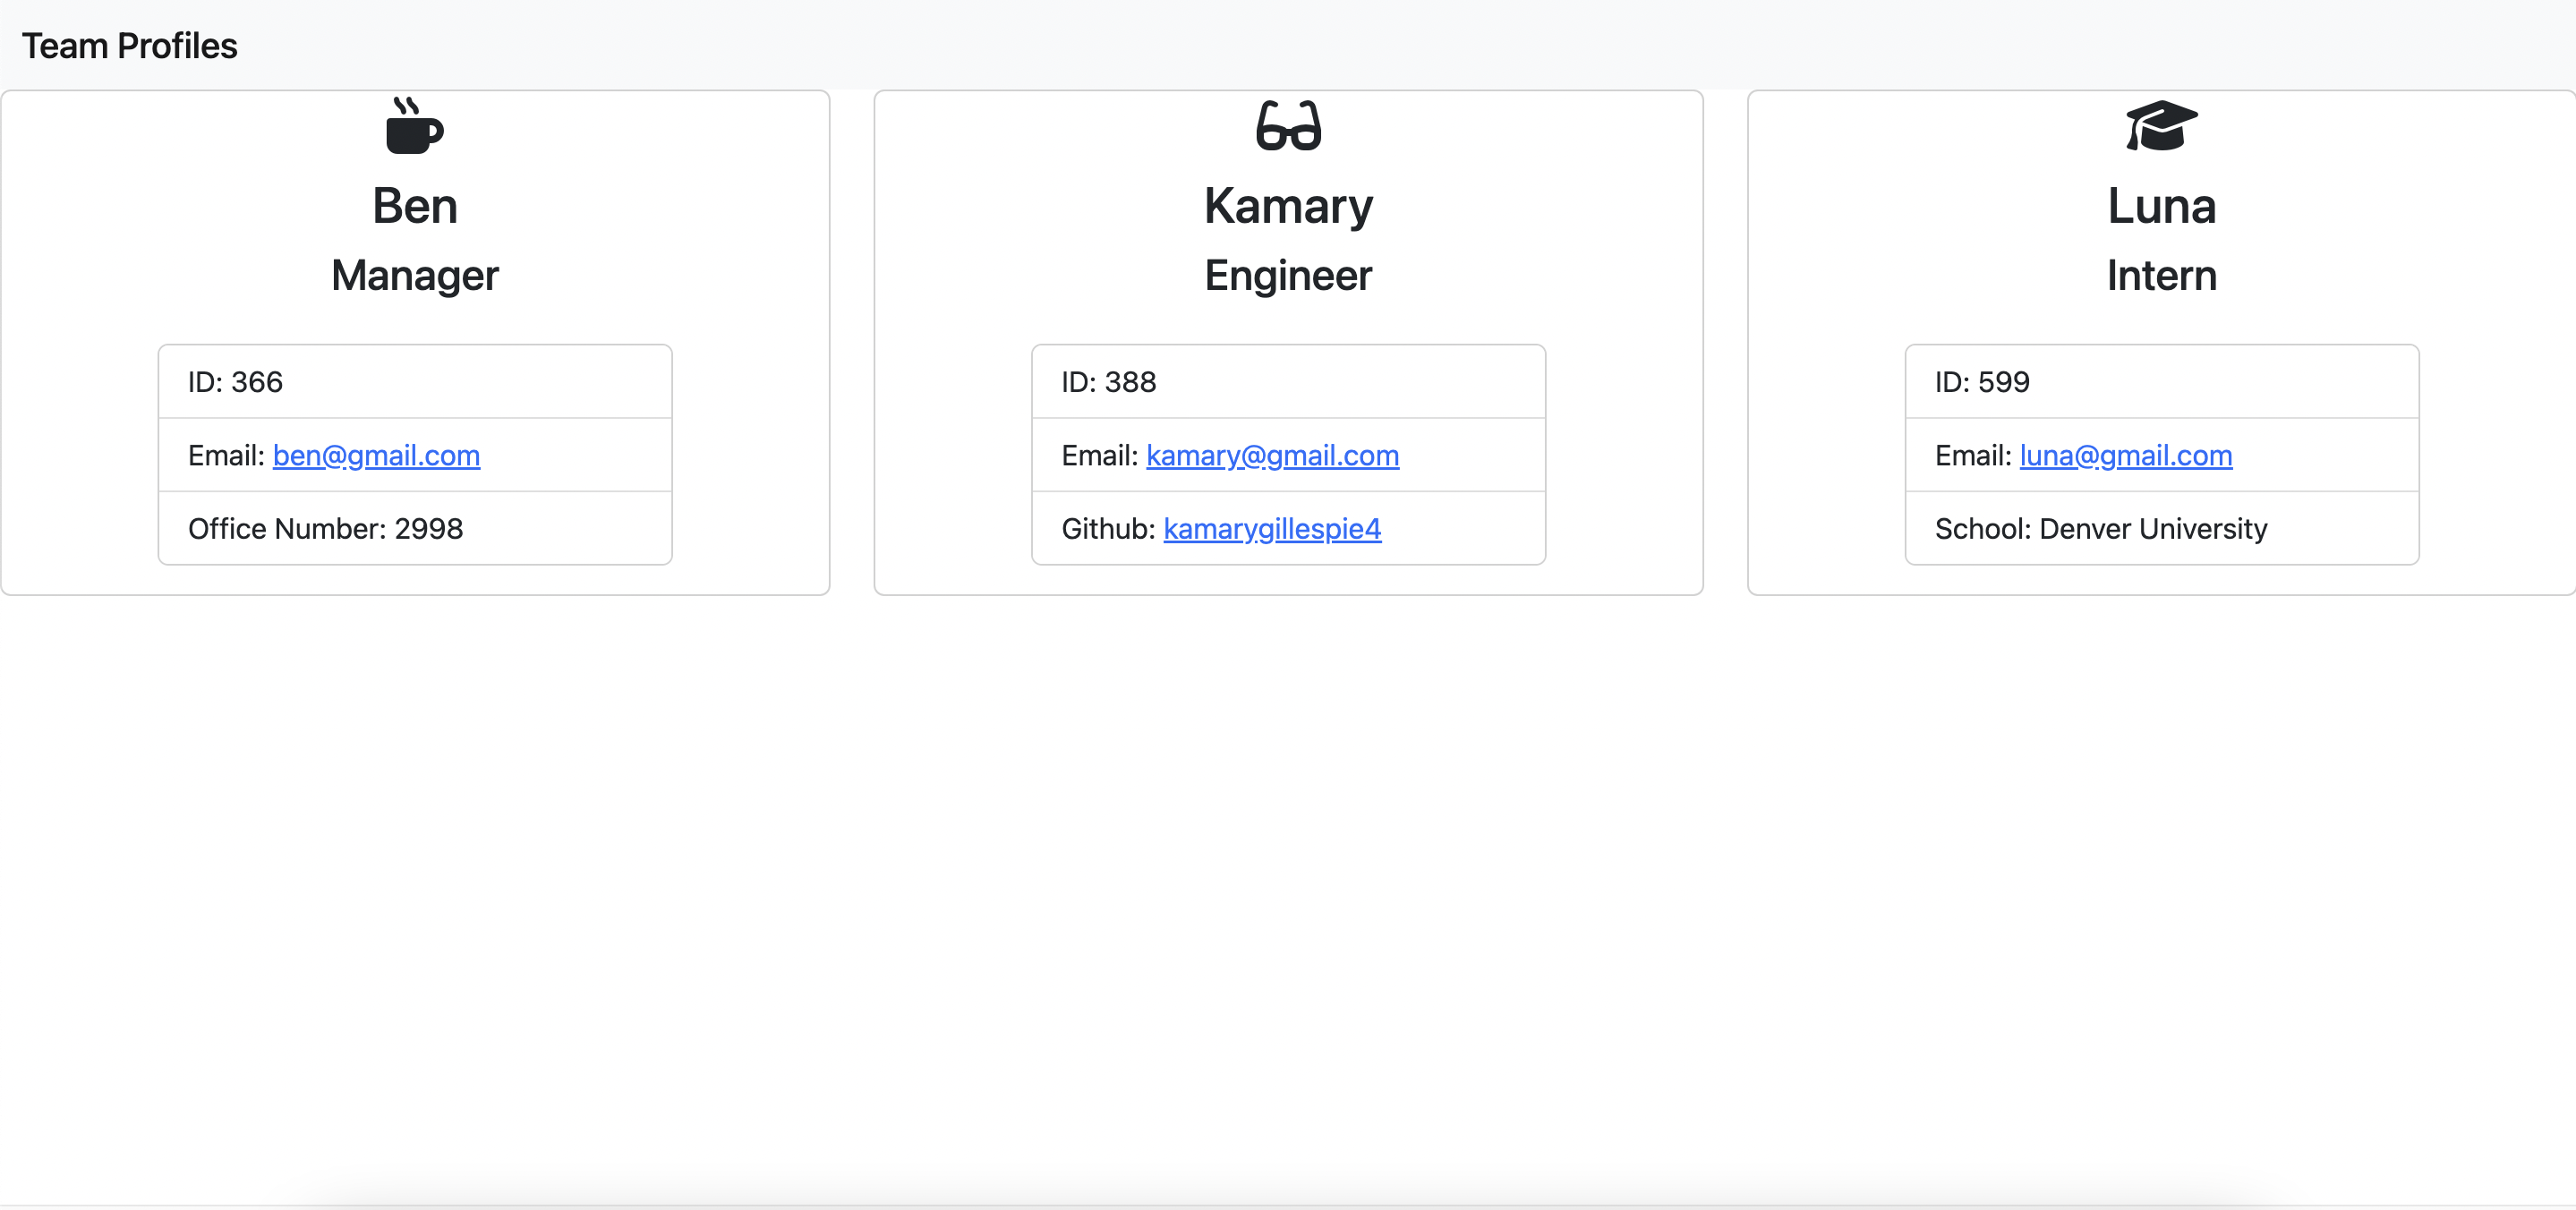 Team Profiles
Ben
Manager
ID: 366
Email: ben@gmail.com
Office Number: 2998
Kamary
Engineer
ID: 388
Email: kamary@gmail.com
Github: kamarygillespie4
Luna
Intern
ID: 599
Email: luna@gmail.com
School: Denver University